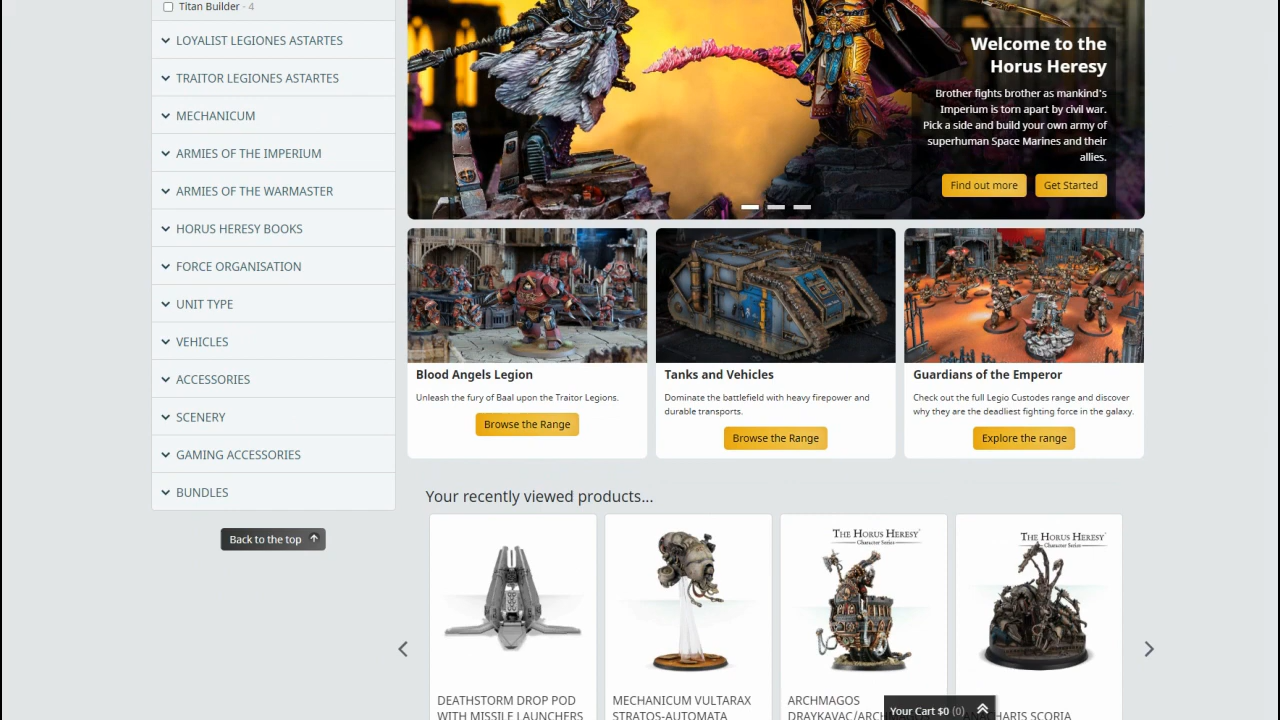 Titan Builder · 4
LOYALIST LEGIONES ASTARTES
TRAITOR LEGIONES ASTARTES
MECHANICUM
ARMIES OF THE IMPERIUM
ARMIES OF THE WARMASTER
HORUS HERESY BOOKS
FORCE ORGANISATION
UNIT TYPE
VEHICLES
ACCESSORIES
SCENERY
GAMING ACCESSORIES
BUNDLES
Back to the top
Welcome to the
Horus Heresy
Brother fights brother as mankind's
Imperium is torn apart by civil war.
Pick a side and build your own army of
superhuman Space Marines and their
allies.
Find out more
Get Started
Blood Angels Legion
Unleash the fury of Baal upon the Traitor Legions.
Browse the Range
Tanks and Vehicles
Dominate the battlefield with heavy firepower and
durable transports.
Browse the Range
Guardians of the Emperor
Check out the full Legio Custodes range and discover
why they are the deadliest fighting force in the galaxy.
Explore the range
Your recently viewed products...
DEATHSTORM DROP POD
WITH MISSILE LAUNCHERS
MECHANICUM VULTARAX
STRATOS-AUTOMATA
THE HORUS HERESY
Character Series
ARCHMAGOS
THE HORUS HERESY
Character Series
SCORIA
Your Cart $0 (0)